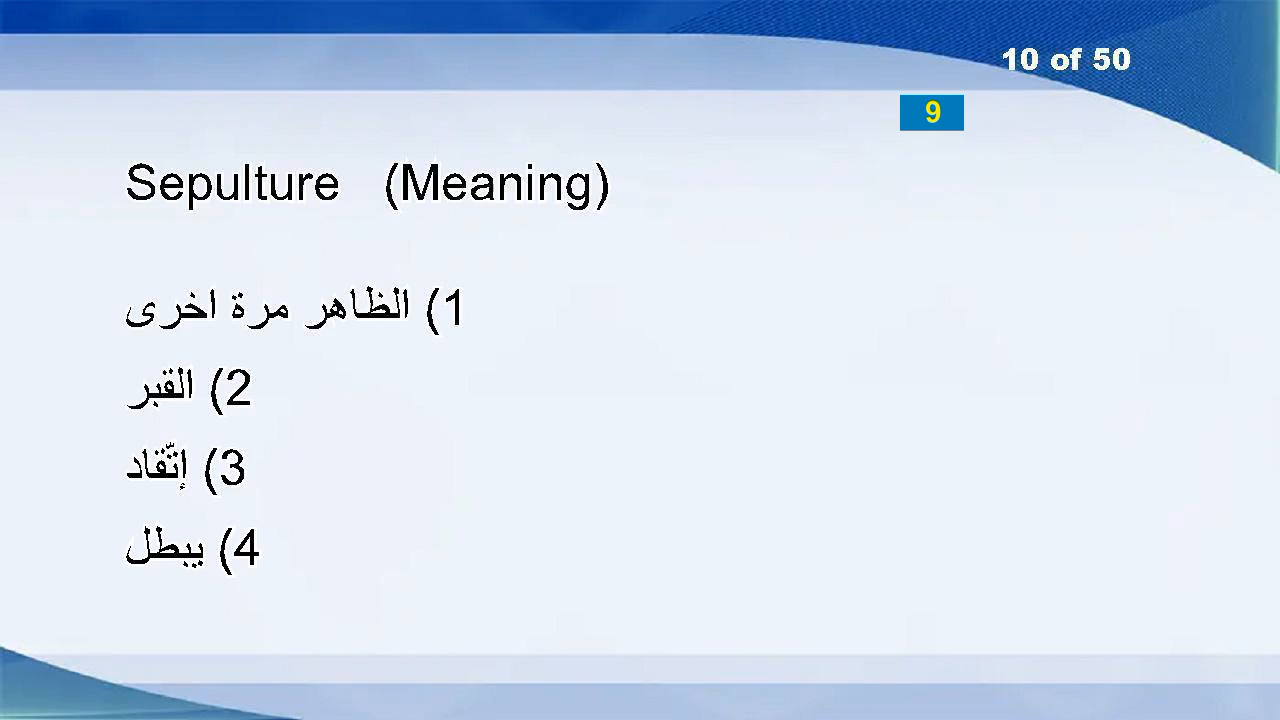 10 of 50
9
Sepulture (Meaning)
1) الظاهر مرة اخرى
2) القبر
3) إتّقاد
4) يبطل